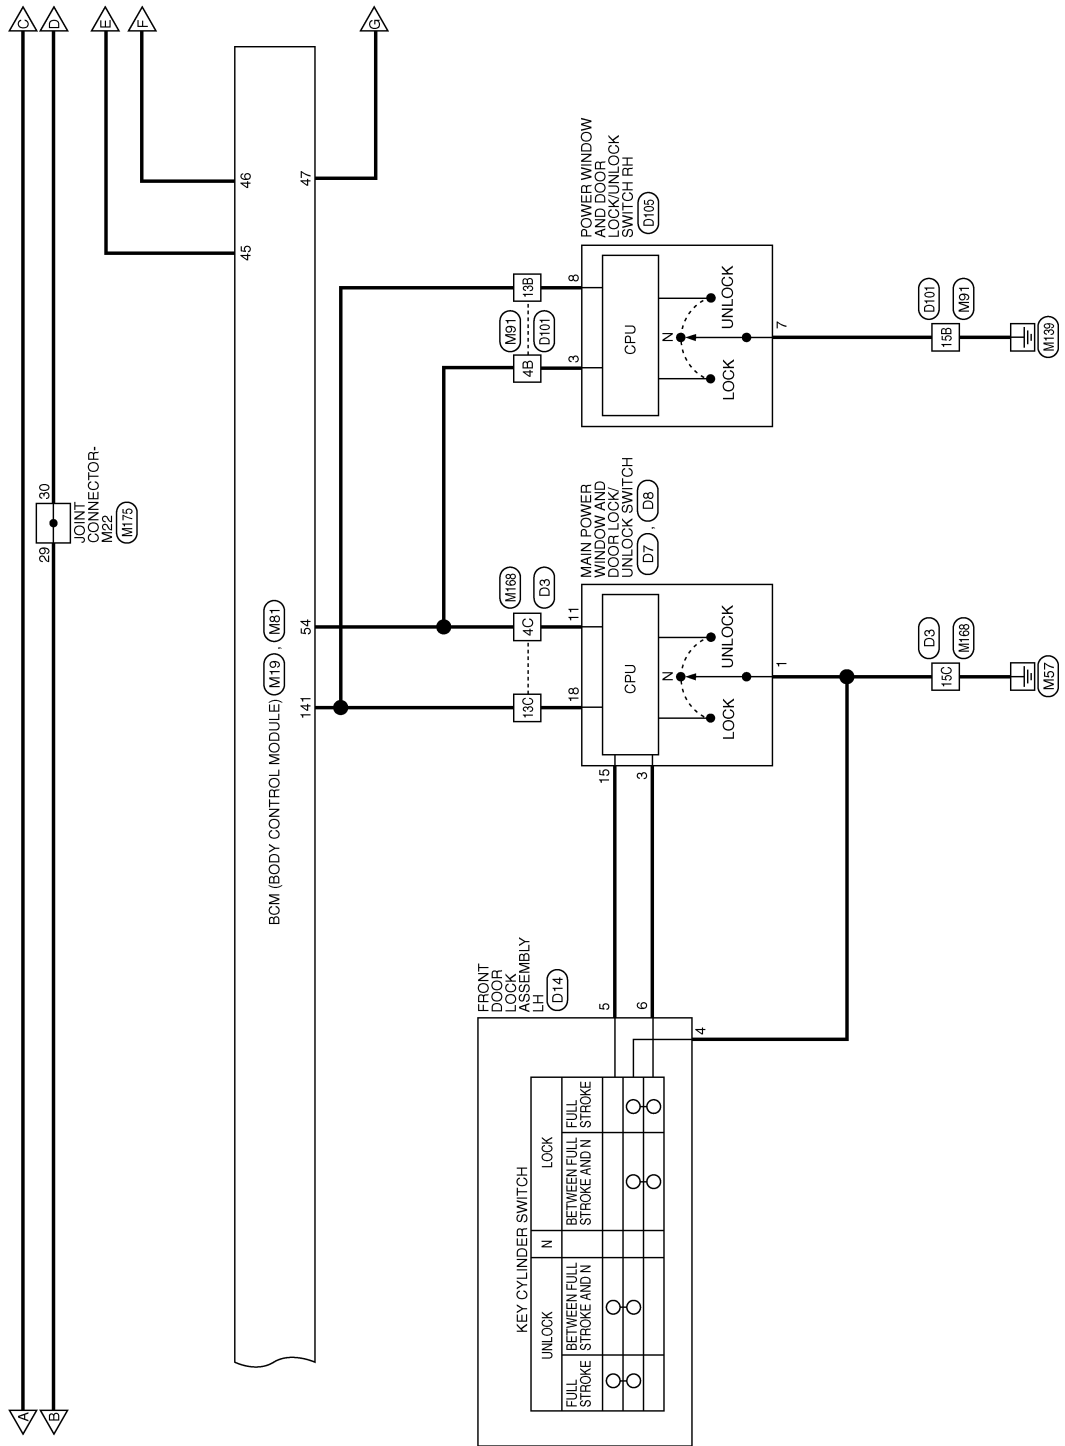 A
B
C
D
E
F
G
29
30
JOINT
CONNECTOR-
M22
M175
BCM (BODY CONTROL MODULE) M19 , M81
45
46
47
141
54
M168
D3
13C
4C
M91
D101
4B
13B
FRONT
DOOR
LOCK
ASSEMBLY
LH
D14
KEY CYLINDER SWITCH
UNLOCK
N
LOCK
FULL
STROKE
BETWEEN FULL
STROKE AND N
BETWEEN FULL
STROKE AND N
FULL
STROKE
5
6
4
MAIN POWER
WINDOW AND
DOOR LOCK/
UNLOCK SWITCH
D7 , D8
15
3
18
11
CPU
N
LOCK
UNLOCK
1
D3
M168
15C
M57
POWER WINDOW
AND DOOR
LOCK/UNLOCK
SWITCH RH
D105
3
8
CPU
N
LOCK
UNLOCK
7
D101
M91
15B
M139